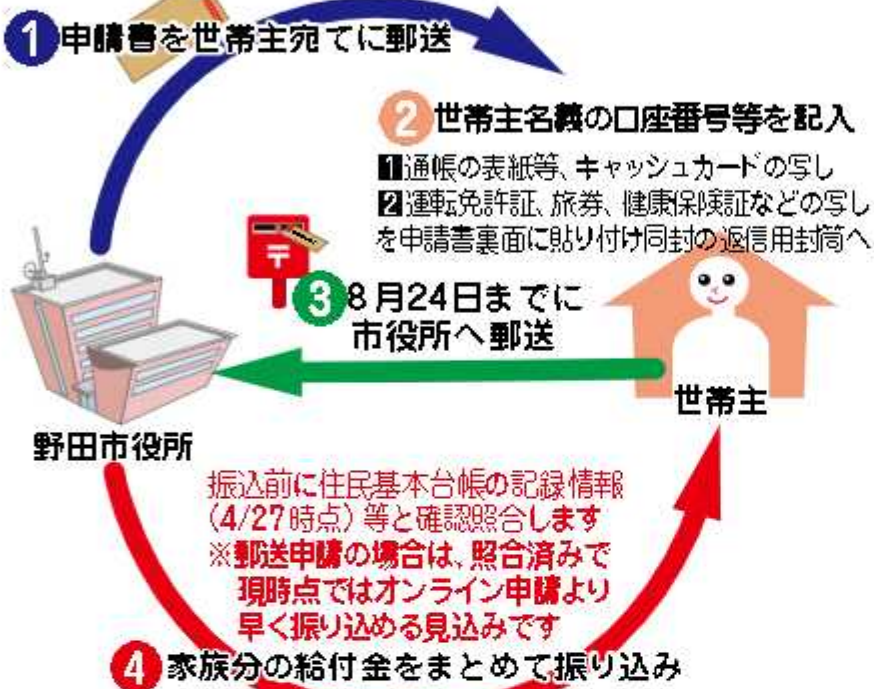 1 申請書を世帯主宛てに郵送
2 世帯主名義の口座番号等を記入
1通帳の表紙等、キャッシュカードの写し
2運転免許証、旅券、健康保険証などの写し
を申請書裏面に貼り付け同封の返信用封筒へ
〒
3 8月24日までに
市役所へ郵送
世帯主
野田市役所
振込前に住民基本台帳の記録情報
(4/27時点)等と確認照合します
※郵送申請の場合は、照合済みで
現時点ではオンライン申請より
早く振り込める見込みです
4 家族分の給付金をまとめて振り込み